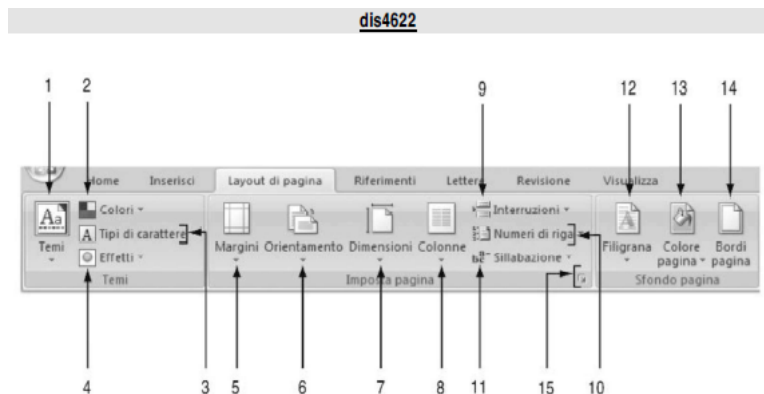 dis4622
1 2 9 12 13 14
Home Inserisci Layout di pagina Riferimenti Lettere Revisione Visualizza
Aa Colori Interruzioni
A Tipi di carattere Numeri di riga
Temi Effetti Margini Orientamento Dimensioni Colonne Sillabazione Filigrana Colore pagina Bordi pagina
Temi Imposta pagina Sfondo pagina
4 3 5 6 7 8 11 15 10